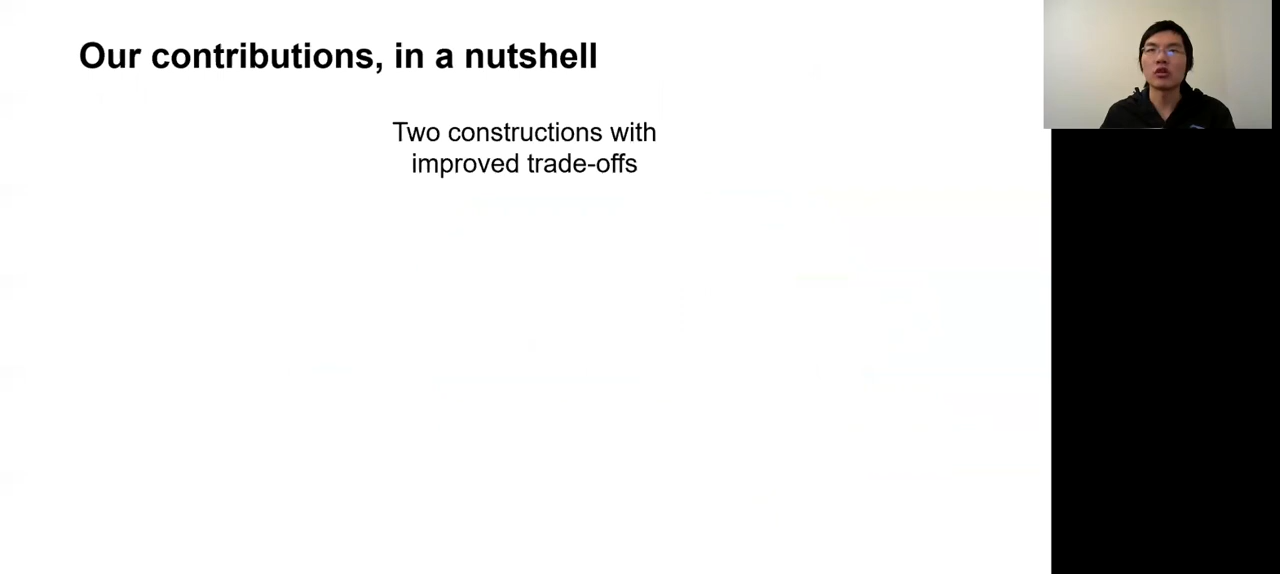 Our contributions, in a nutshell
Two constructions with
improved trade-offs